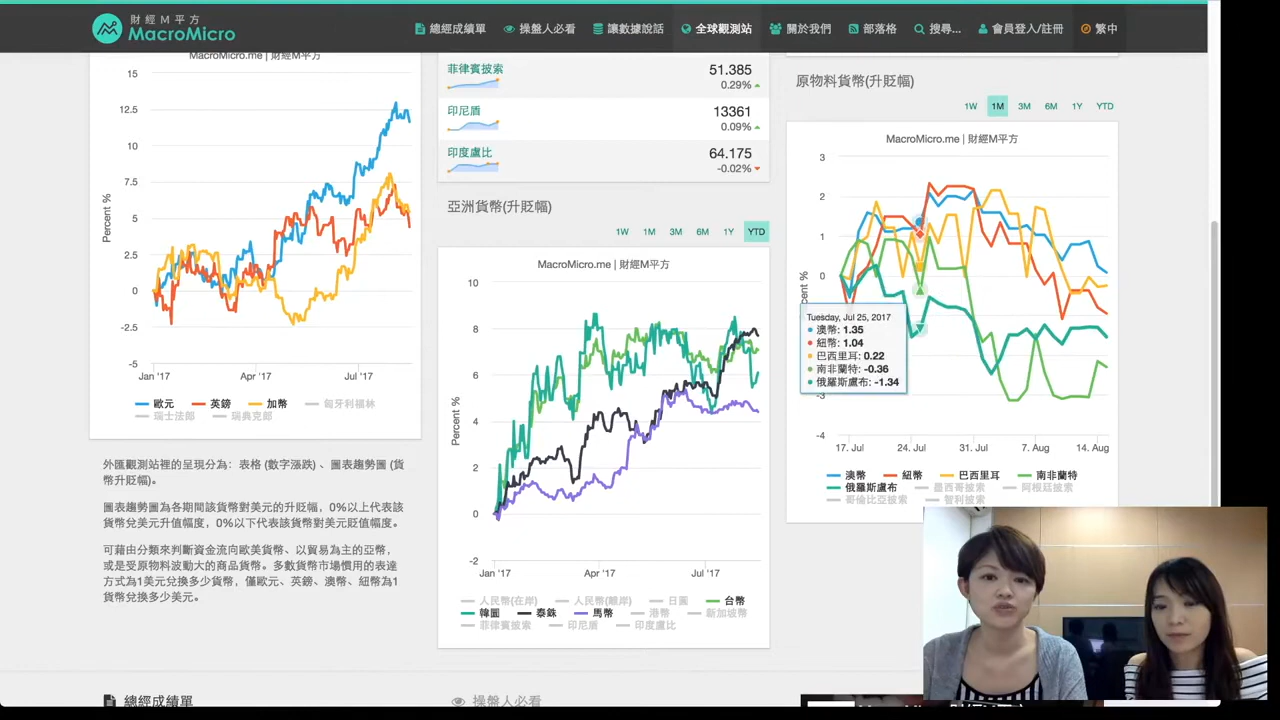 財經M平方
MacroMicro
總經成績單
操盤人必看
讓數據說話
全球觀測站
關於我們
部落格
搜尋...
會員登入/註冊
繁中
MacroMicro.me | 財經M平方
15
12.5
10
7.5
5
2.5
0
-2.5
-5
Percent %
Jan '17
Apr '17
Jul '17
歐元 英鎊 加幣 匈牙利福林
瑞士法郎 瑞典克郎
外匯觀測站裡的呈現分為：表格 (數字漲跌) 、圖表趨勢圖 (貨
幣升貶幅)。
圖表趨勢圖為各期間該貨幣對美元的升貶幅，0%以上代表該
貨幣兌美元升值幅度，0%以下代表該貨幣對美元貶值幅度。
可藉由分類來判斷資金流向歐美貨幣、以貿易為主的亞幣，
或是受原物料波動大的商品貨幣。多數貨幣市場慣用的表達
方式為1美元兌換多少貨幣，僅歐元、英鎊、澳幣、紐幣為1
貨幣兌換多少美元。
菲律賓披索
51.385
0.29%
印尼盾
13361
0.09%
印度盧比
64.175
-0.02%
亞洲貨幣(升貶幅)
1W 1M 3M 6M 1Y YTD
MacroMicro.me | 財經M平方
10
8
6
4
2
0
-2
Percent %
Jan '17
Apr '17
Jul '17
人民幣(在岸) 人民幣(離岸) 日圓 台幣
韓圜 泰銖 馬幣 港幣 新加坡幣
菲律賓披索 印尼盾 印度盧比
原物料貨幣(升貶幅)
1W 1M 3M 6M 1Y YTD
MacroMicro.me | 財經M平方
3
2
1
0
-3
-4
cent %
Tuesday, Jul 25, 2017
澳幣: 1.35
紐幣: 1.04
巴西里耳: 0.22
南非蘭特: -0.36
俄羅斯盧布: -1.34
17. Jul
24. Jul
31. Jul
7. Aug
14. Aug
澳幣 紐幣 巴西里耳 南非蘭特
俄羅斯盧布 墨西哥披索 阿根廷披索
哥倫比亞披索 智利披索
總經成績單
操盤人必看